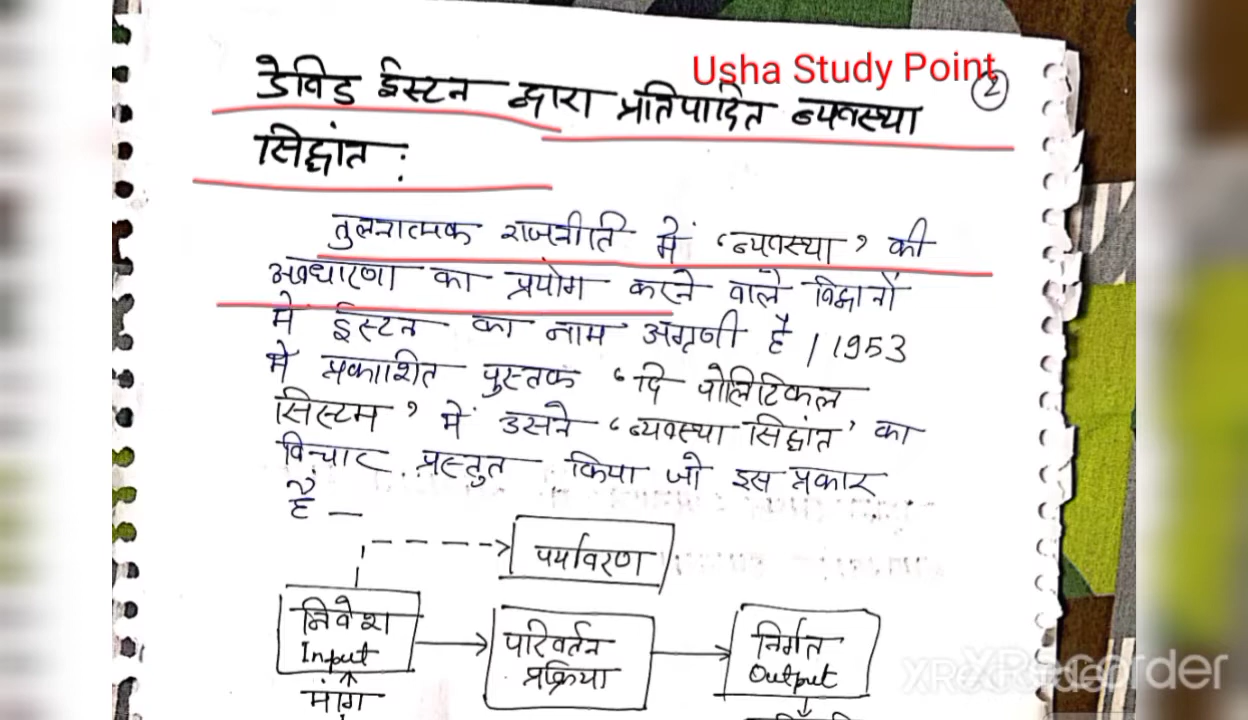 Usha Study Point
2
डेविड ईस्टन द्वारा प्रतिपादित व्यवस्था
सिद्धांत :
तुलनात्मक राजनीति में ‘व्यवस्था’ की
अवधारणा का प्रयोग करने वाले विद्वानों
में ईस्टन का नाम अग्रणी है | 1953
में प्रकाशित पुस्तक ‘दि पोलिटिकल
सिस्टम’ में उसने ‘व्यवस्था सिद्धांत’ का
विचार प्रस्तुत किया जो इस प्रकार
है —
पर्यावरण
निवेश
Input
परिवर्तन
प्रक्रिया
निर्गत
Output
मांग
XRecorder